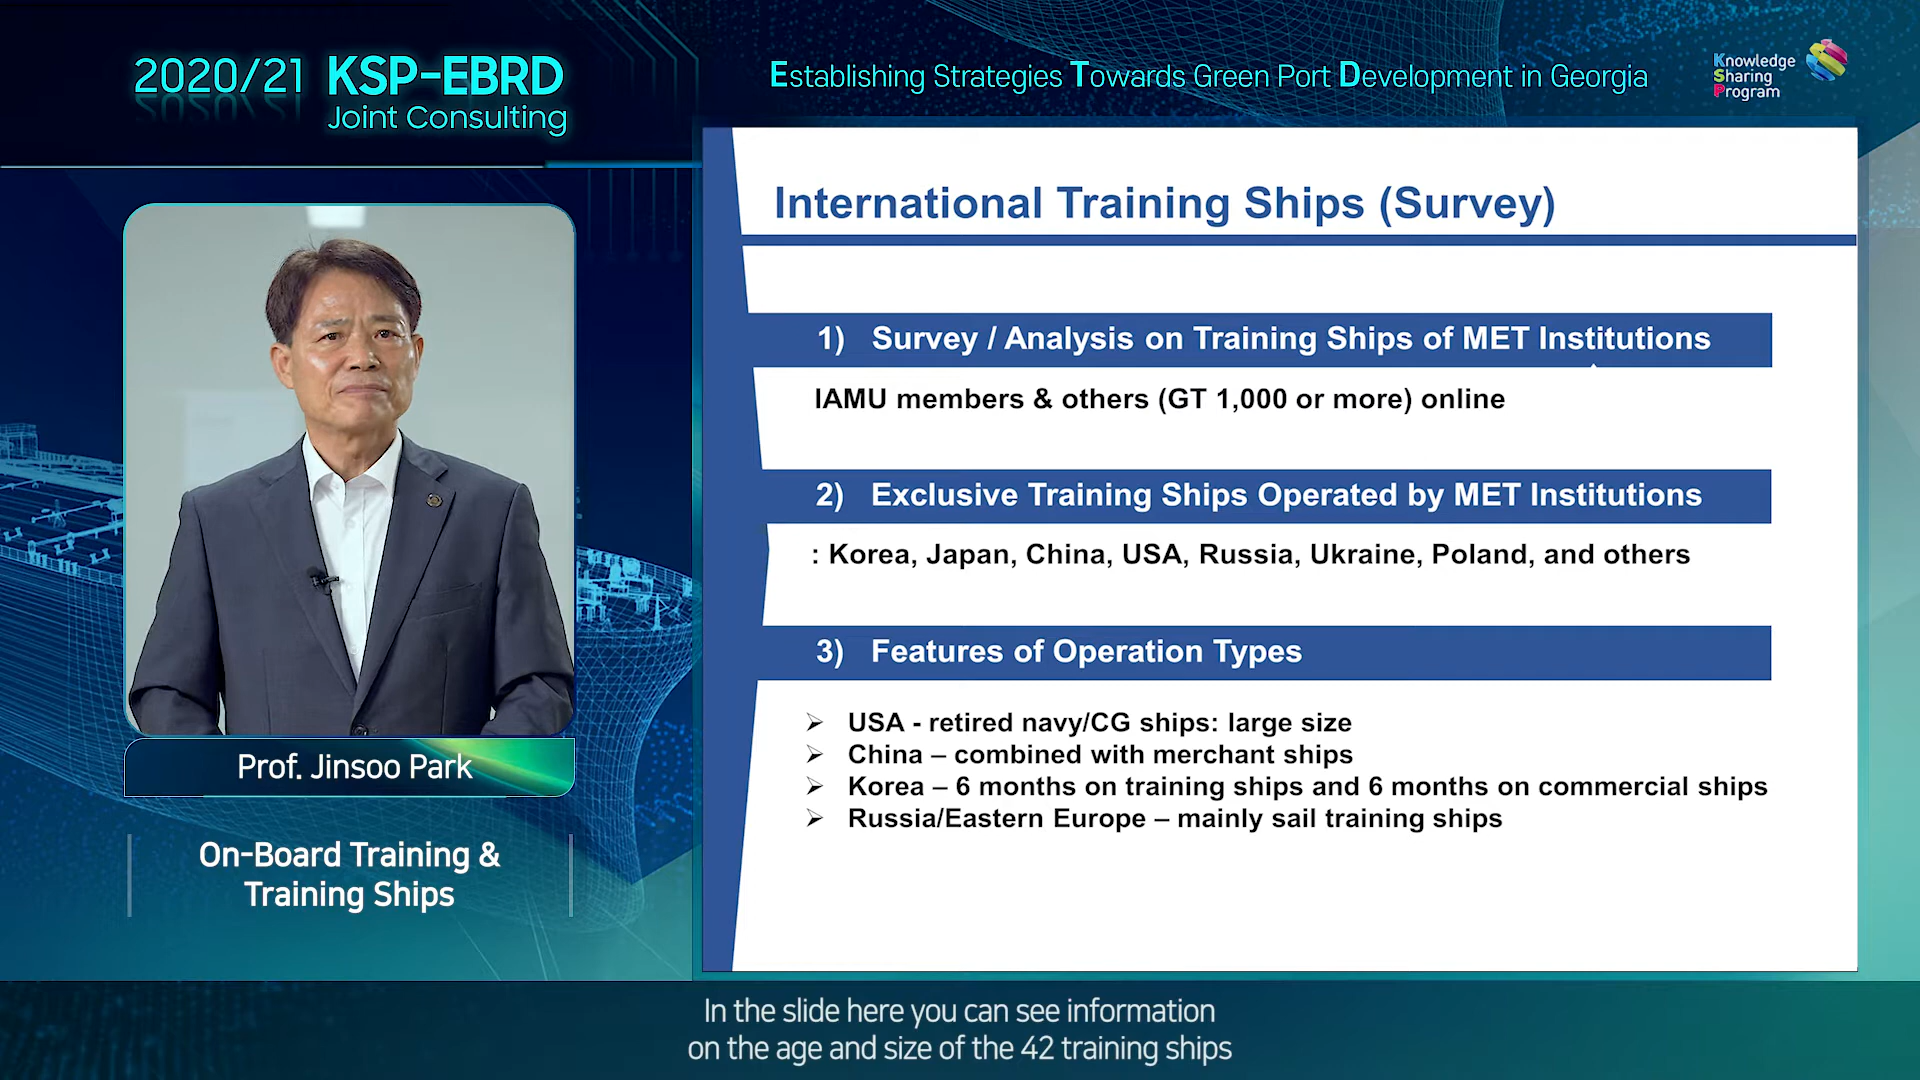 2020/21 KSP-EBRD
Joint Consulting
Establishing Strategies Towards Green Port Development in Georgia
Knowledge
Sharing
Program
International Training Ships (Survey)
1) Survey / Analysis on Training Ships of MET Institutions
IAMU members & others (GT 1,000 or more) online
2) Exclusive Training Ships Operated by MET Institutions
: Korea, Japan, China, USA, Russia, Ukraine, Poland, and others
3) Features of Operation Types
➢ USA - retired navy/CG ships: large size
➢ China – combined with merchant ships
➢ Korea – 6 months on training ships and 6 months on commercial ships
➢ Russia/Eastern Europe – mainly sail training ships
Prof. Jinsoo Park
On-Board Training &
Training Ships
In the slide here you can see information
on the age and size of the 42 training ships